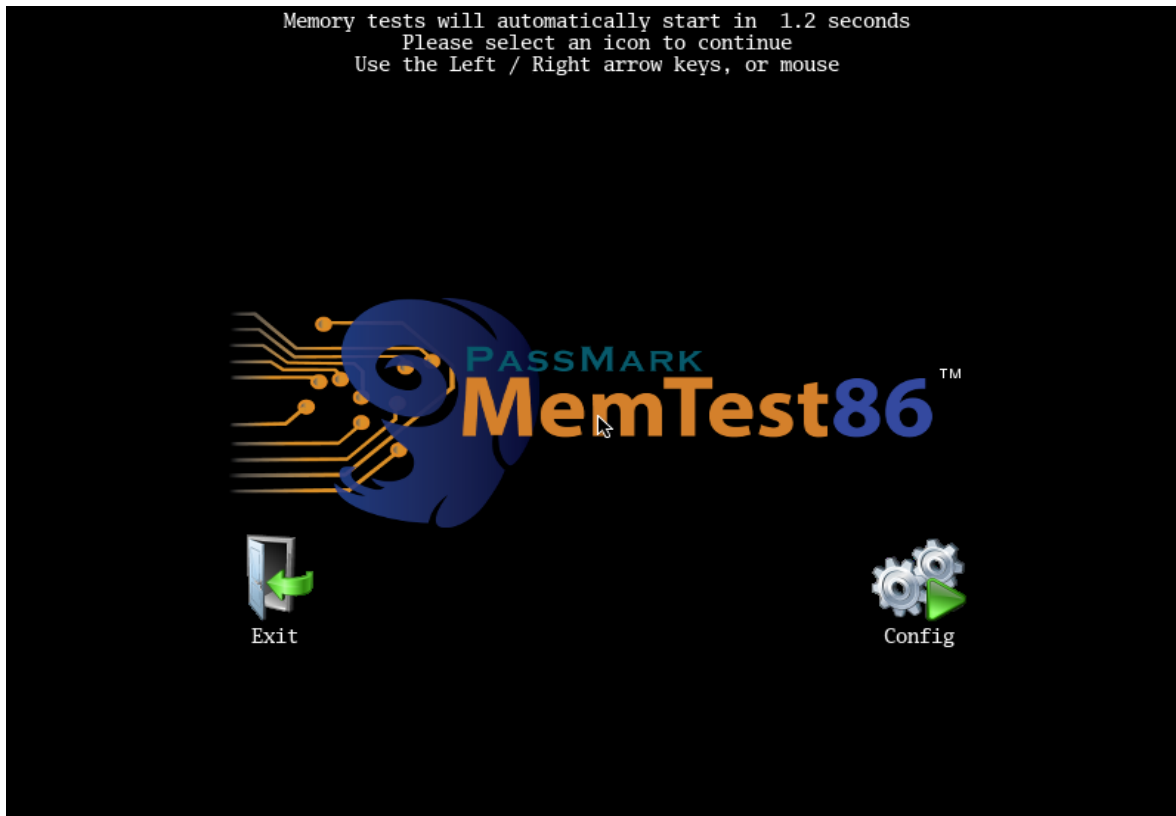 Memory tests will automatically start in  1.2 seconds
Please select an icon to continue
Use the Left / Right arrow keys, or mouse
PASSMARK
MemTest86™
Exit
Config